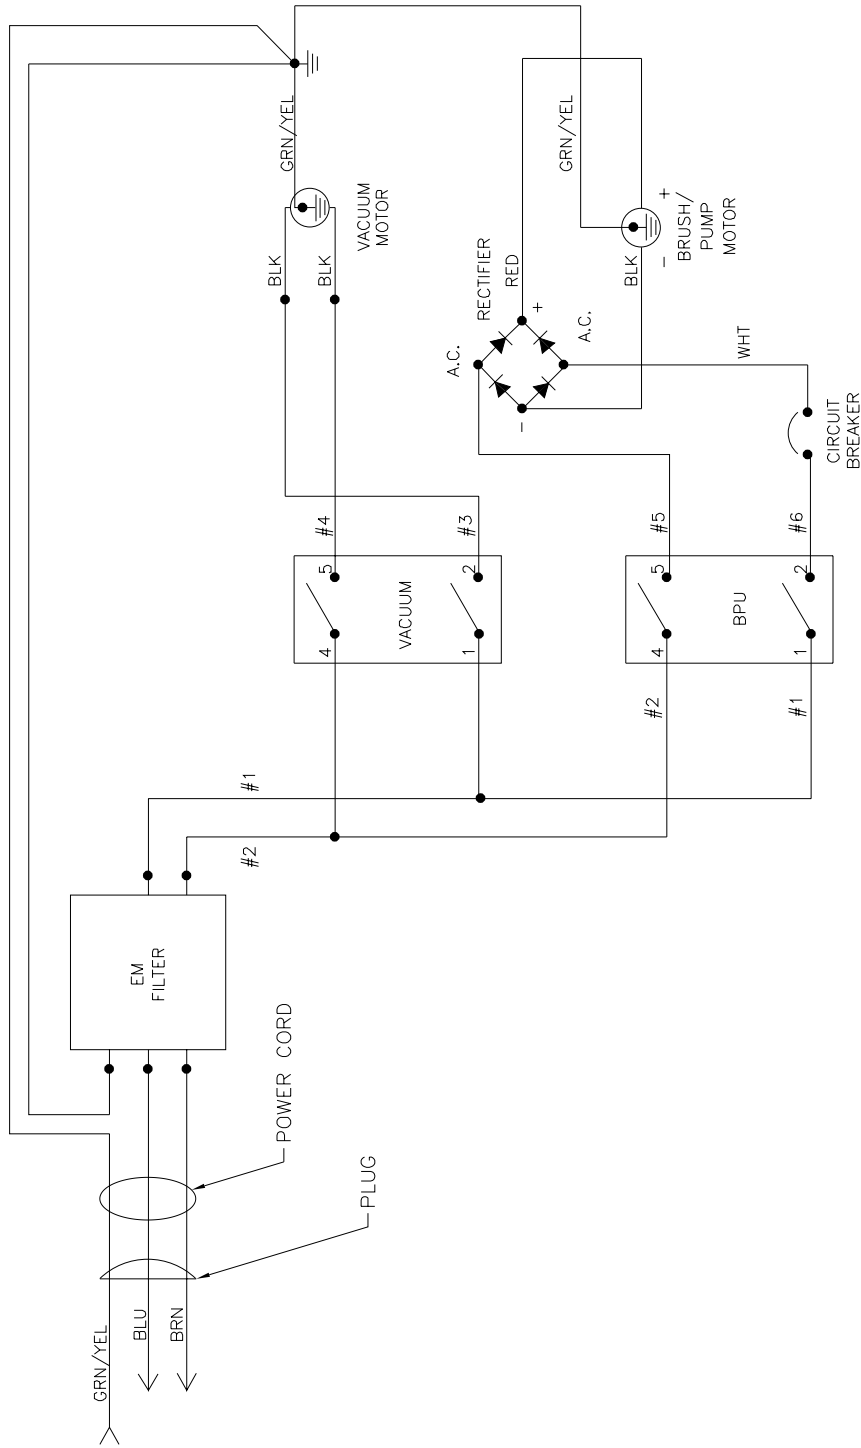 GRN/YEL
BLU
BRN
PLUG
POWER CORD
EM
FILTER
#1
#2
VACUUM
1
2
4
5
#3
#4
BPU
1
2
4
5
#1
#2
#5
#6
BLK
BLK
GRN/YEL
VACUUM
MOTOR
RECTIFIER
A.C.
A.C.
+
-
RED
WHT
CIRCUIT
BREAKER
GRN/YEL
BLK
+
-
BRUSH/
PUMP
MOTOR